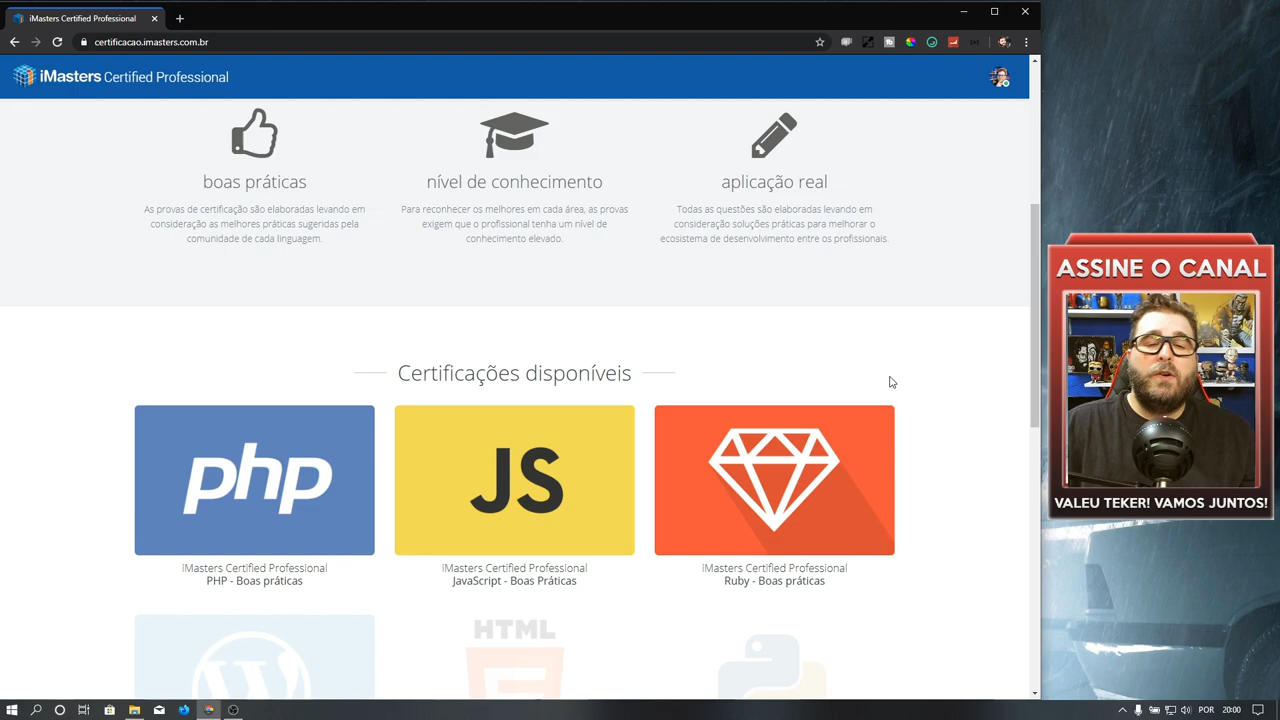 iMasters Certified Professional
certificacao.imasters.com.br
iMasters Certified Professional
boas práticas
nível de conhecimento
aplicação real
As provas de certificação são elaboradas levando em
consideração as melhores práticas sugeridas pela
comunidade de cada linguagem.
Para reconhecer os melhores em cada área, as provas
exigem que o profissional tenha um nível de
conhecimento elevado.
Todas as questões são elaboradas levando em
consideração soluções práticas para melhorar o
ecosistema de desenvolvimento entre os profissionais.
Certificações disponíveis
php
JS
iMasters Certified Professional
PHP - Boas práticas
iMasters Certified Professional
JavaScript - Boas Práticas
iMasters Certified Professional
Ruby - Boas práticas
HTML
ASSINE O CANAL
VALEU TEKER! VAMOS JUNTOS!
POR
20:00